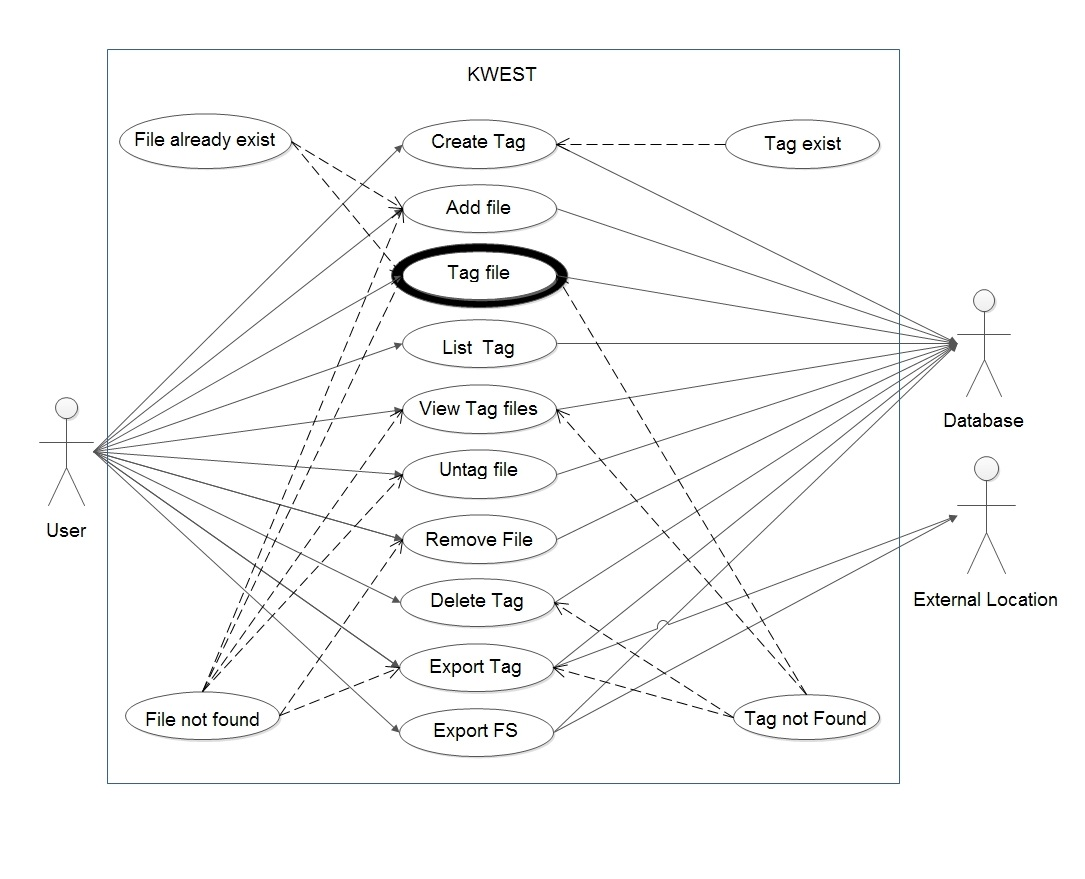 KWEST
File already exist
Create Tag
Tag exist
Add file
Tag file
List  Tag
View Tag files
Database
Untag file
User
Remove File
Delete Tag
External Location
Export Tag
File not found
Tag not Found
Export FS